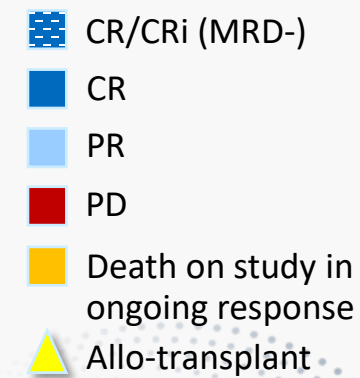 CR/CRi (MRD-)
CR
PR
PD
Death on study in
ongoing response
Allo-transplant